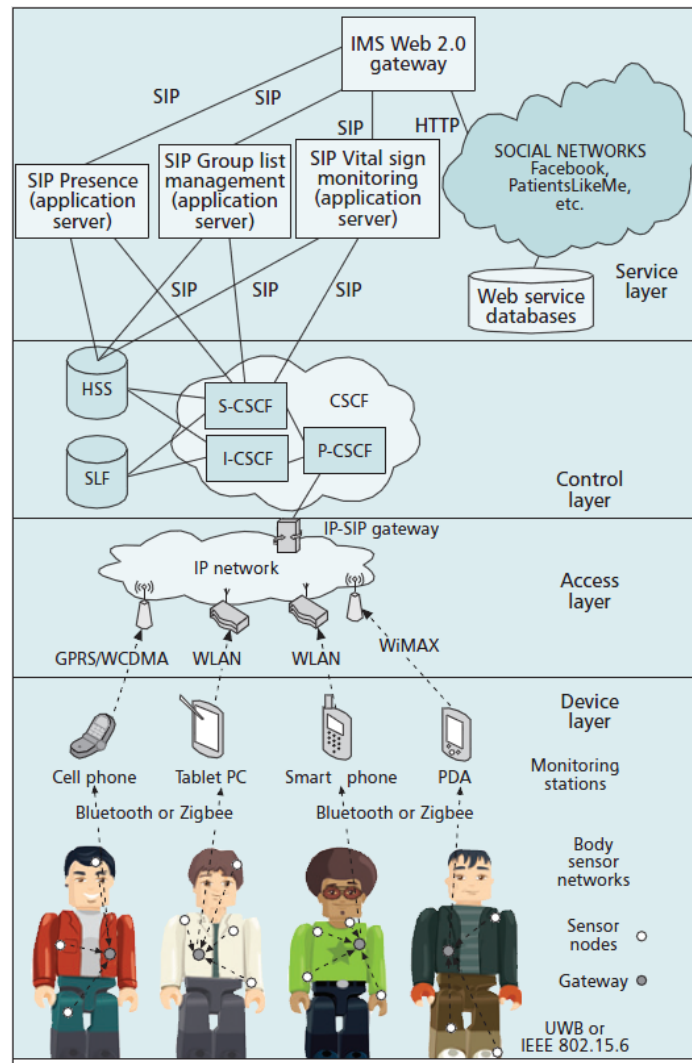 IMS Web 2.0
gateway
SIP
SIP
SIP
HTTP
SIP Presence
(application
server)
SIP Group list
management
(application
server)
SIP Vital sign
monitoring
(application
server)
SOCIAL NETWORKS
Facebook,
PatientsLikeMe,
etc.
SIP
SIP
SIP
Web service
databases
Service
layer
HSS
S-CSCF
CSCF
SLF
I-CSCF
P-CSCF
Control
layer
IP-SIP gateway
IP network
Access
layer
GPRS/WCDMA
WLAN
WLAN
WiMAX
Device
layer
Cell phone
Tablet PC
Smart phone
PDA
Monitoring
stations
Bluetooth or Zigbee
Bluetooth or Zigbee
Body
sensor
networks
Sensor
nodes
Gateway
UWB or
IEEE 802.15.6